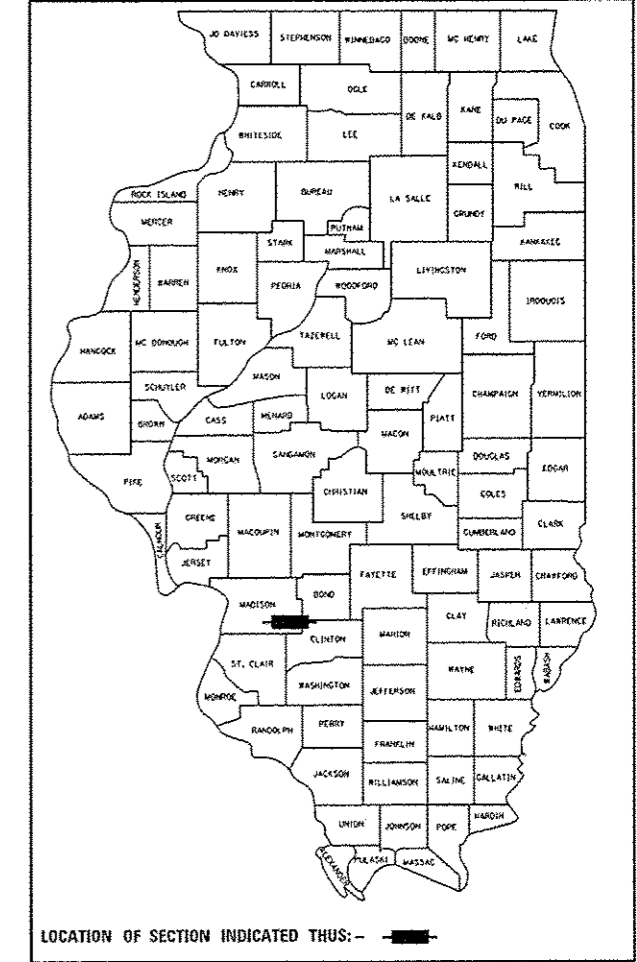 JO DAVIESS STEPHENSON WINNEBAGO BOONE MC HENRY LAKE
CARROLL OGLE DE KALB KANE DU PAGE COOK
WHITESIDE LEE
KENDALL WILL
ROCK ISLAND HENRY BUREAU LA SALLE GRUNDY
MERCER PUTNAM
STARK MARSHALL KANKAKEE
HENDERSON WARREN KNOX PEORIA WOODFORD LIVINGSTON IROQUOIS
HANCOCK MC DONOUGH FULTON TAZEWELL MC LEAN FORD
SCHUYLER MASON LOGAN DE WITT CHAMPAIGN VERMILION
ADAMS BROWN CASS MENARD PIATT
MACON
MORGAN SANGAMON DOUGLAS EDGAR
PIKE SCOTT CHRISTIAN MOULTRIE COLES
GREENE MACOUPIN MONTGOMERY SHELBY CUMBERLAND CLARK
CALHOUN JERSEY FAYETTE EFFINGHAM JASPER CRAWFORD
MADISON BOND
CLAY RICHLAND LAWRENCE
CLINTON MARION
ST. CLAIR WAYNE EDWARDS WABASH
WASHINGTON JEFFERSON
MONROE
RANDOLPH PERRY HAMILTON WHITE
FRANKLIN
JACKSON WILLIAMSON SALINE GALLATIN
UNION JOHNSON POPE HARDIN
ALEXANDER PULASKI MASSAC
LOCATION OF SECTION INDICATED THUS: -